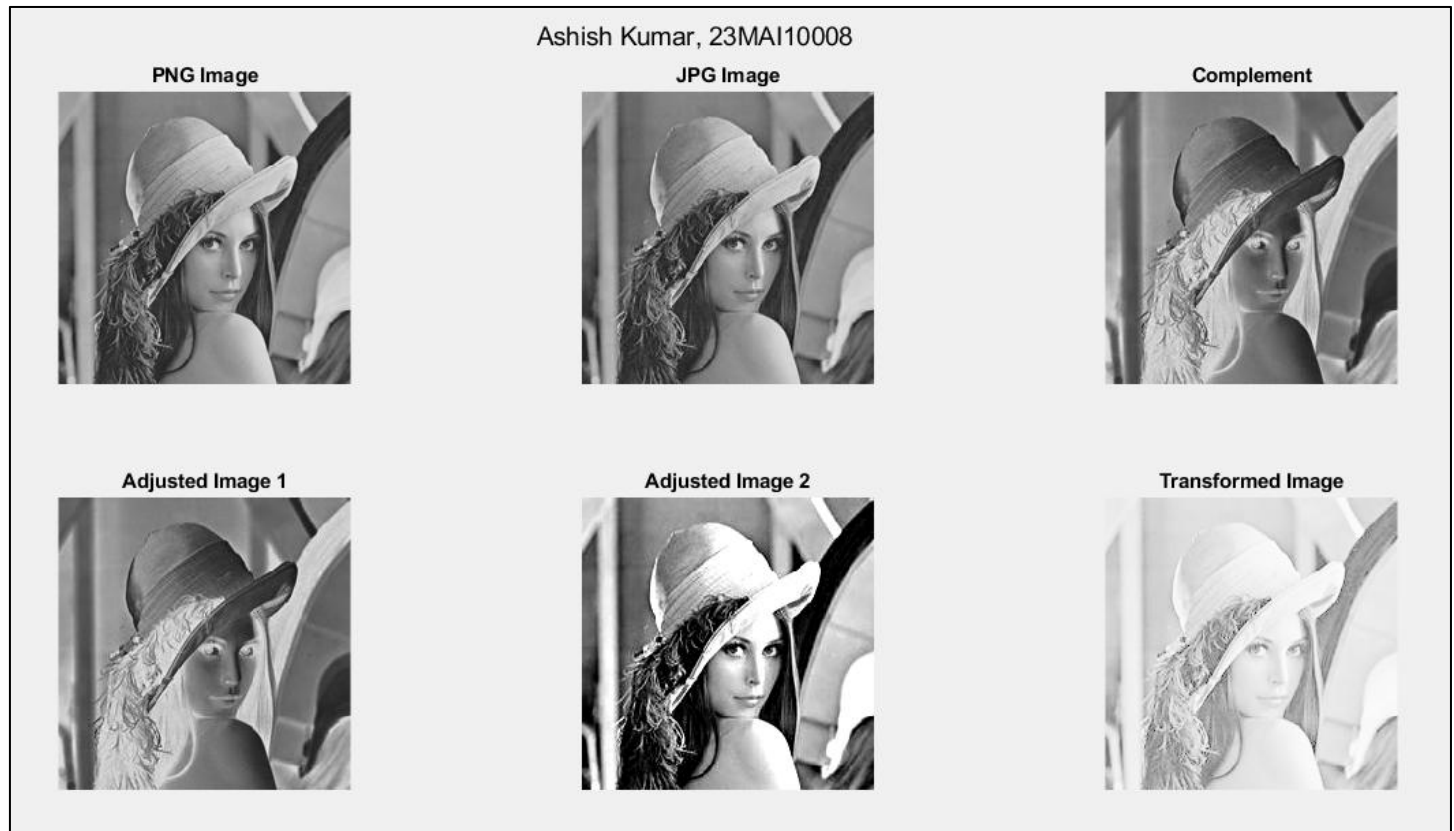 Ashish Kumar, 23MAI10008
PNG Image
JPG Image
Complement
Adjusted Image 1
Adjusted Image 2
Transformed Image